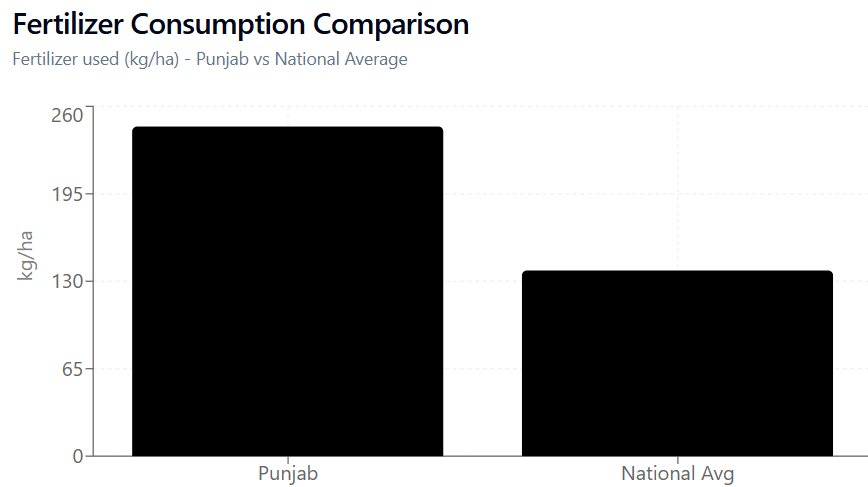 Fertilizer Consumption Comparison
Fertilizer used (kg/ha) - Punjab vs National Average
260
195
130
65
0
kg/ha
Punjab
National Avg